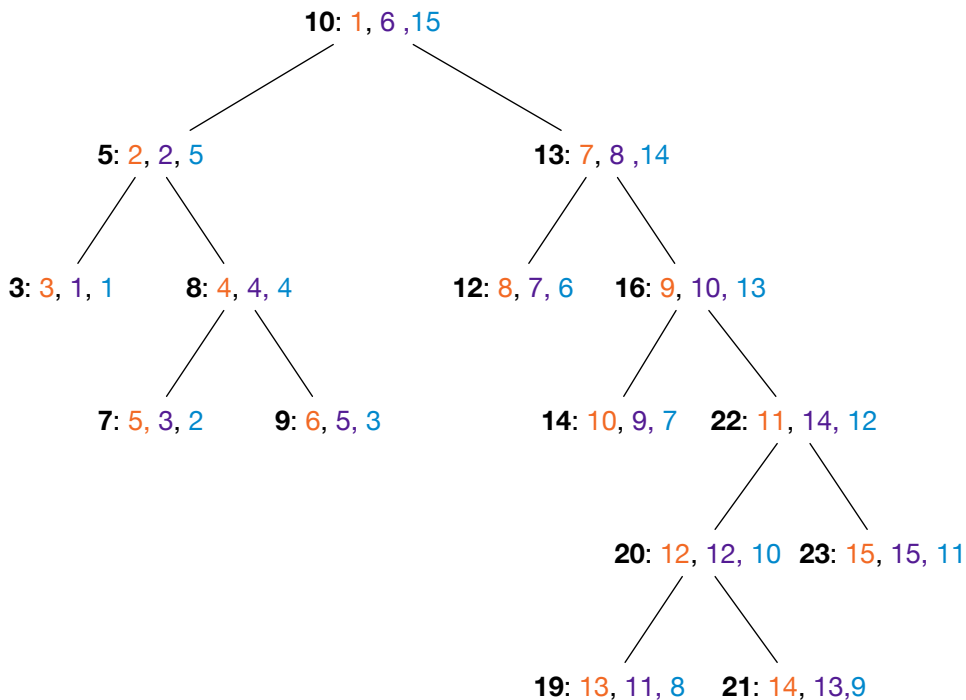 10: 1, 6 ,15
5: 2, 2, 5
13: 7, 8 ,14
3: 3, 1, 1
8: 4, 4, 4
12: 8, 7, 6
16: 9, 10, 13
7: 5, 3, 2
9: 6, 5, 3
14: 10, 9, 7
22: 11, 14, 12
20: 12, 12, 10
23: 15, 15, 11
19: 13, 11, 8
21: 14, 13,9